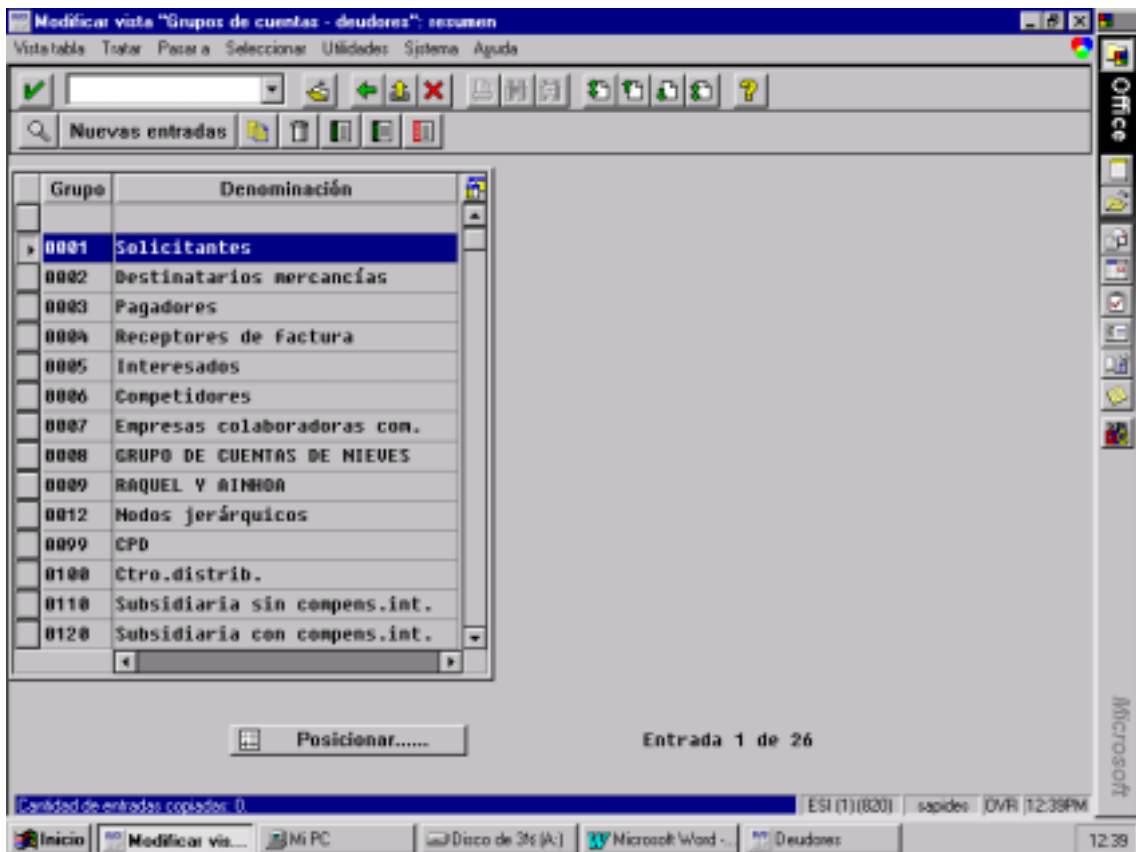 Modificar vista "Grupos de cuentas - deudores": resumen
Vista tabla Tratar Pasar a Seleccionar Utilidades Sistema Ayuda
Nuevas entradas
Office
Grupo Denominación
0001 Solicitantes
0002 Destinatarios mercancías
0003 Pagadores
0004 Receptores de factura
0005 Interesados
0006 Competidores
0007 Empresas colaboradoras com.
0008 GRUPO DE CUENTAS DE NIEVES
0009 RAQUEL Y AINHOA
0012 Nodos jerárquicos
0099 CPD
0100 Ctro.distrib.
0110 Subsidiaria sin compens.int.
0120 Subsidiaria con compens.int.
Posicionar...... Entrada 1 de 26
Microsoft
Cantidad de entradas copiadas: 0. ESI (1) (820) sapides OVR 12:39PM
Inicio Modificar vis... Mi PC Disco de 3½ (A:) Microsoft Word -... Deudores 12:39